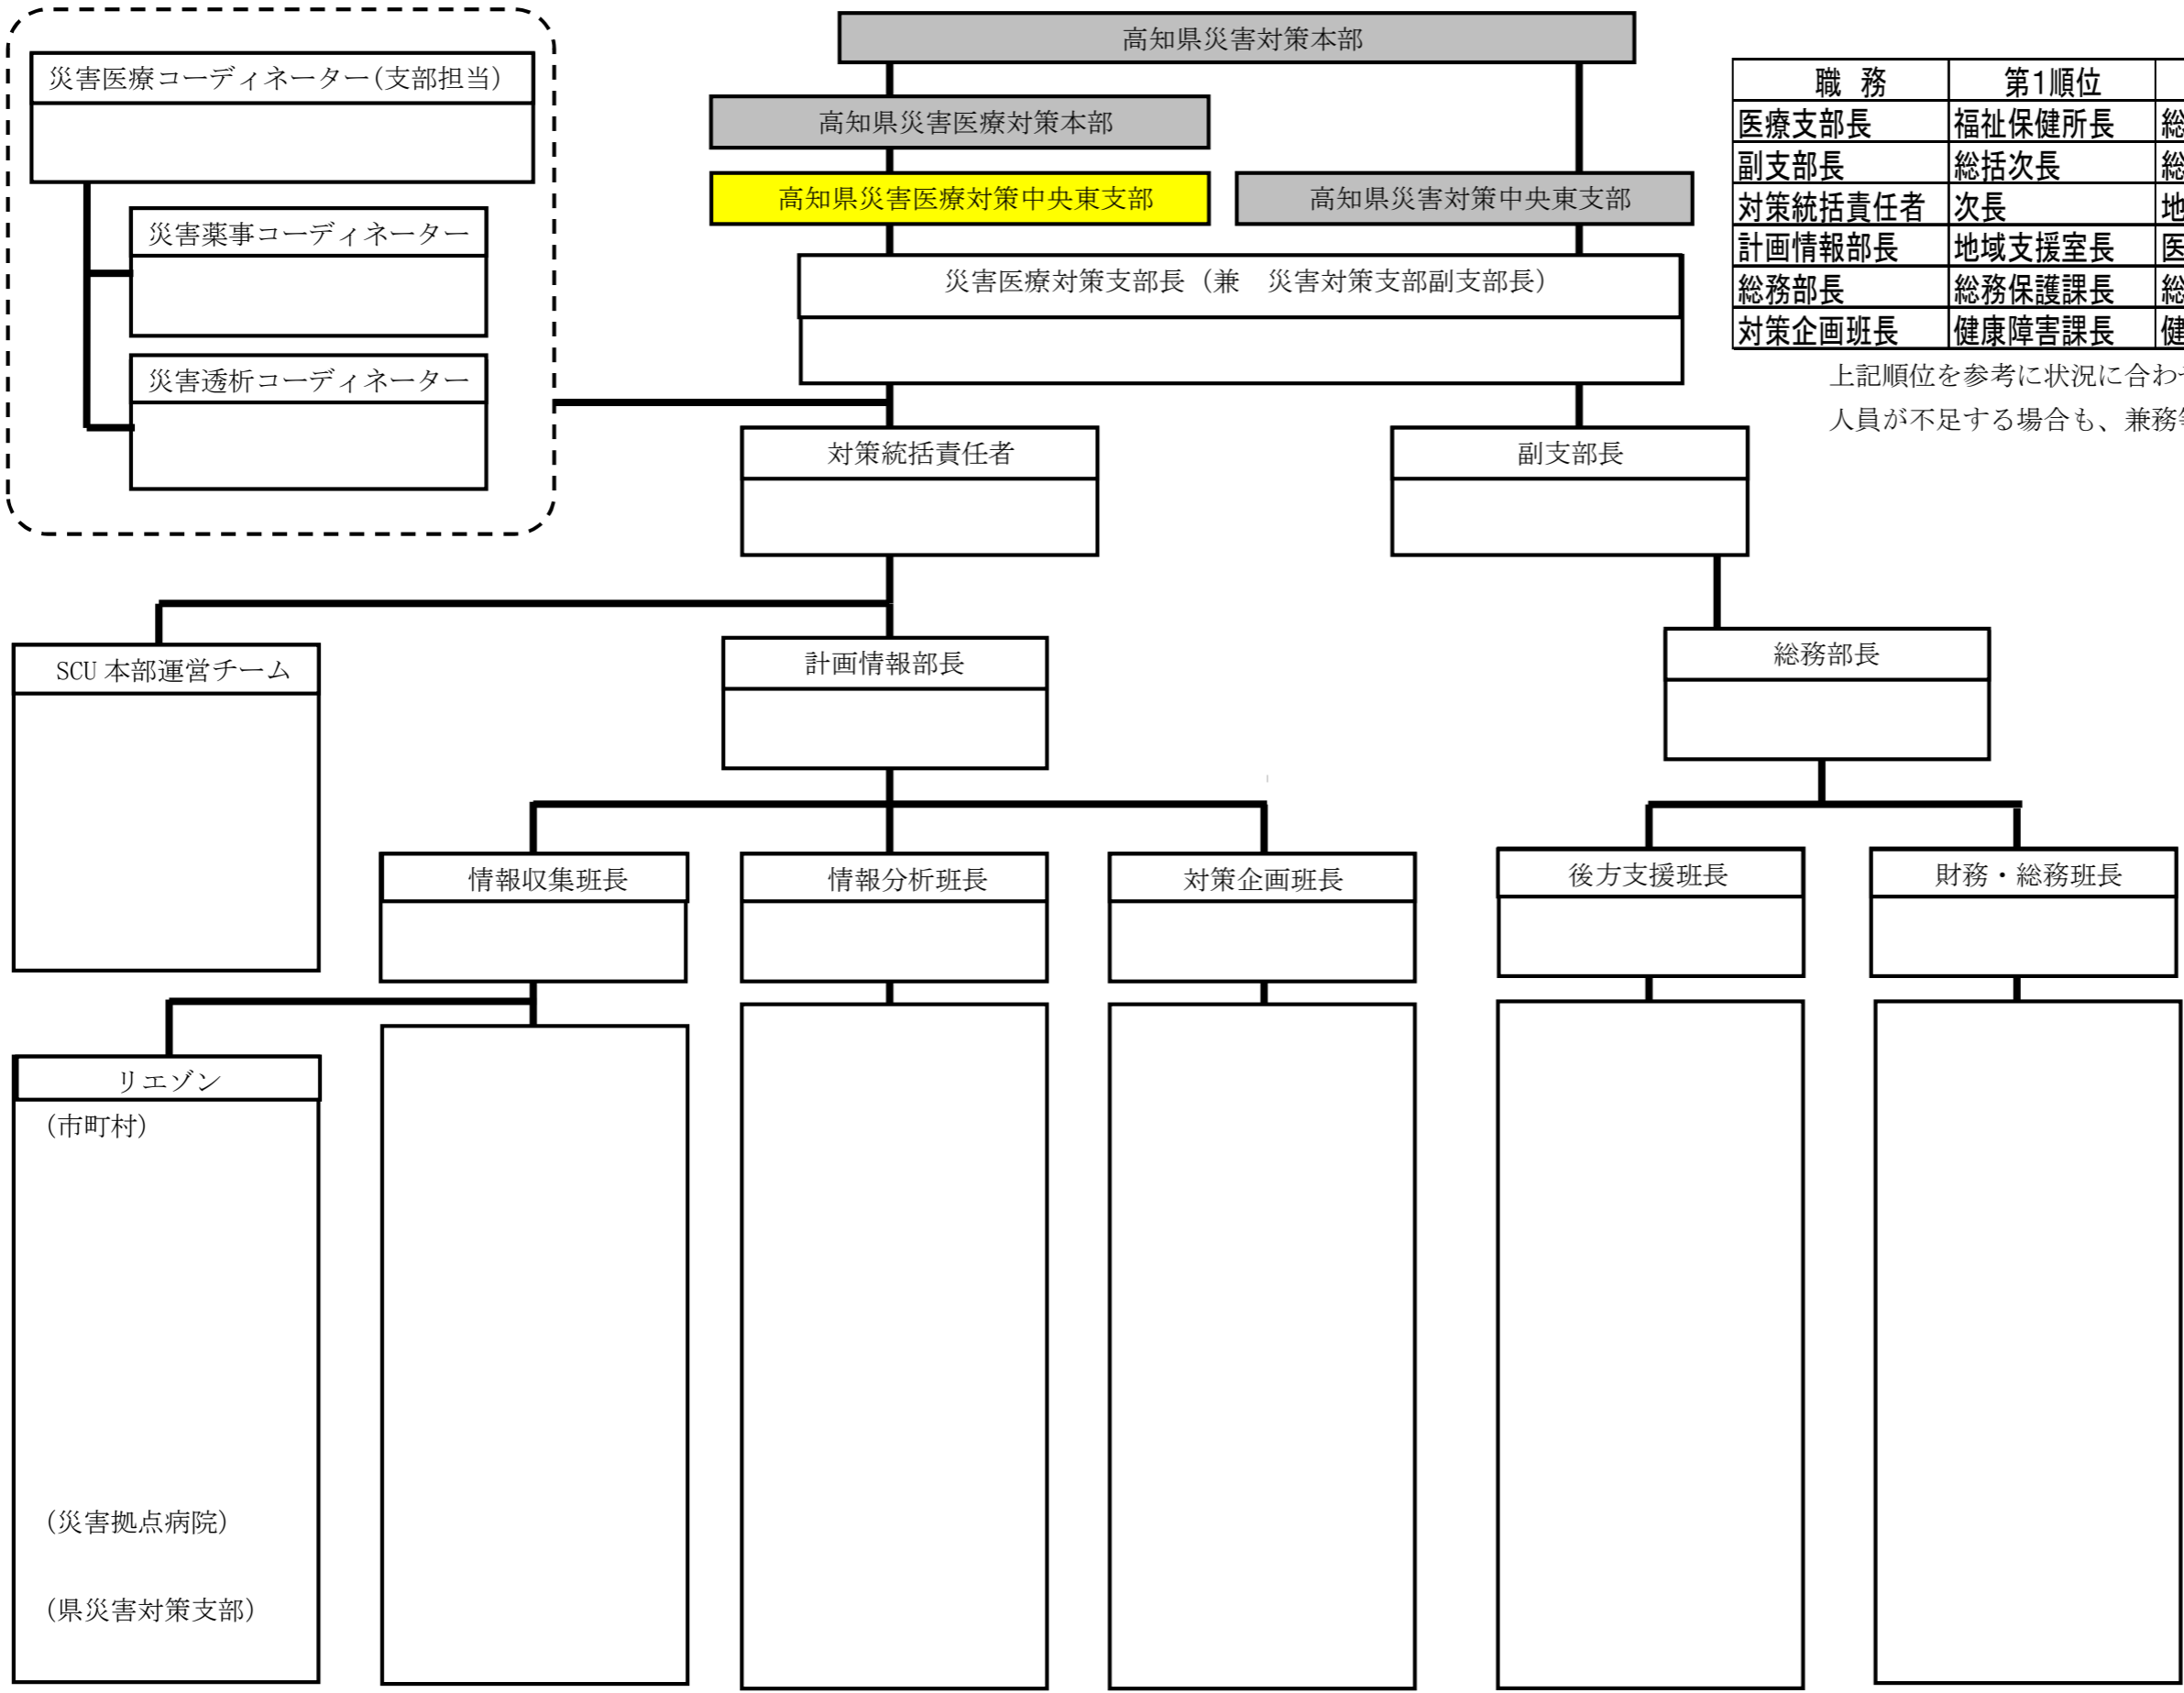 高知県災害対策本部
災害医療コーディネーター(支部担当)
高知県災害医療対策本部
高知県災害医療対策中央東支部
高知県災害対策中央東支部
災害薬事コーディネーター
災害透析コーディネーター
災害医療対策支部長（兼　災害対策支部副支部長）
職 務 第1順位
医療支部長 福祉保健所長 総
副支部長 総括次長 総
対策統括責任者 次長 地
計画情報部長 地域支援室長 医
総務部長 総務保護課長 総
対策企画班長 健康障害課長 健
上記順位を参考に状況に合わ
人員が不足する場合も、兼務
対策統括責任者
副支部長
SCU 本部運営チーム
計画情報部長
総務部長
情報収集班長
情報分析班長
対策企画班長
後方支援班長
財務・総務班長
リエゾン
(市町村)
(災害拠点病院)
(県災害対策支部)